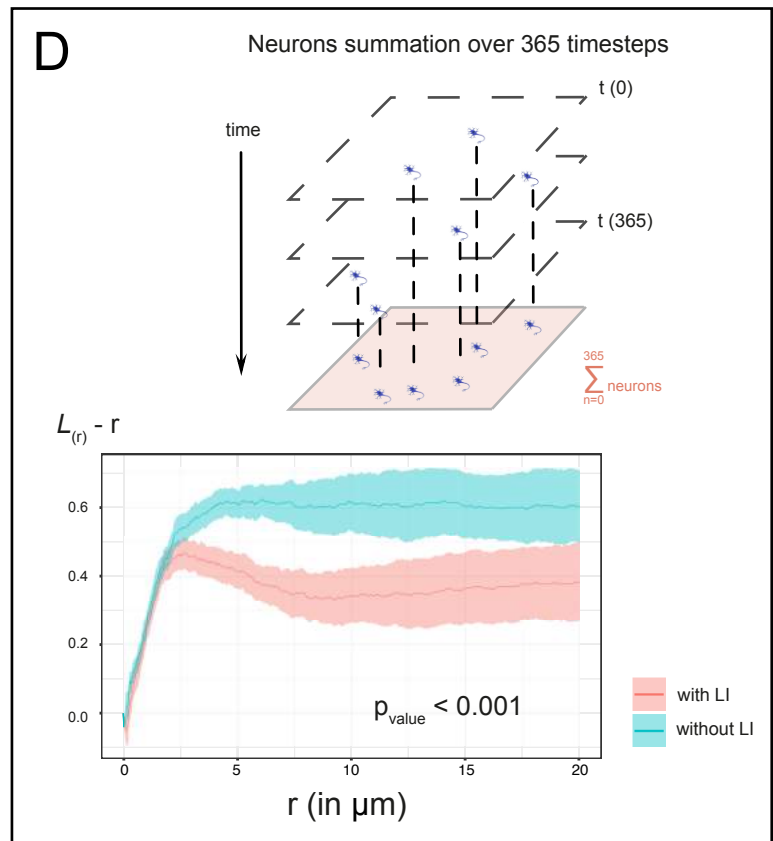 D
Neurons summation over 365 timesteps
t (0)
time
t (365)
365
∑ neurons
n=0
L(r) - r
0.6
0.4
0.2
0.0
pvalue < 0.001
with LI
without LI
0 5 10 15 20
r (in µm)